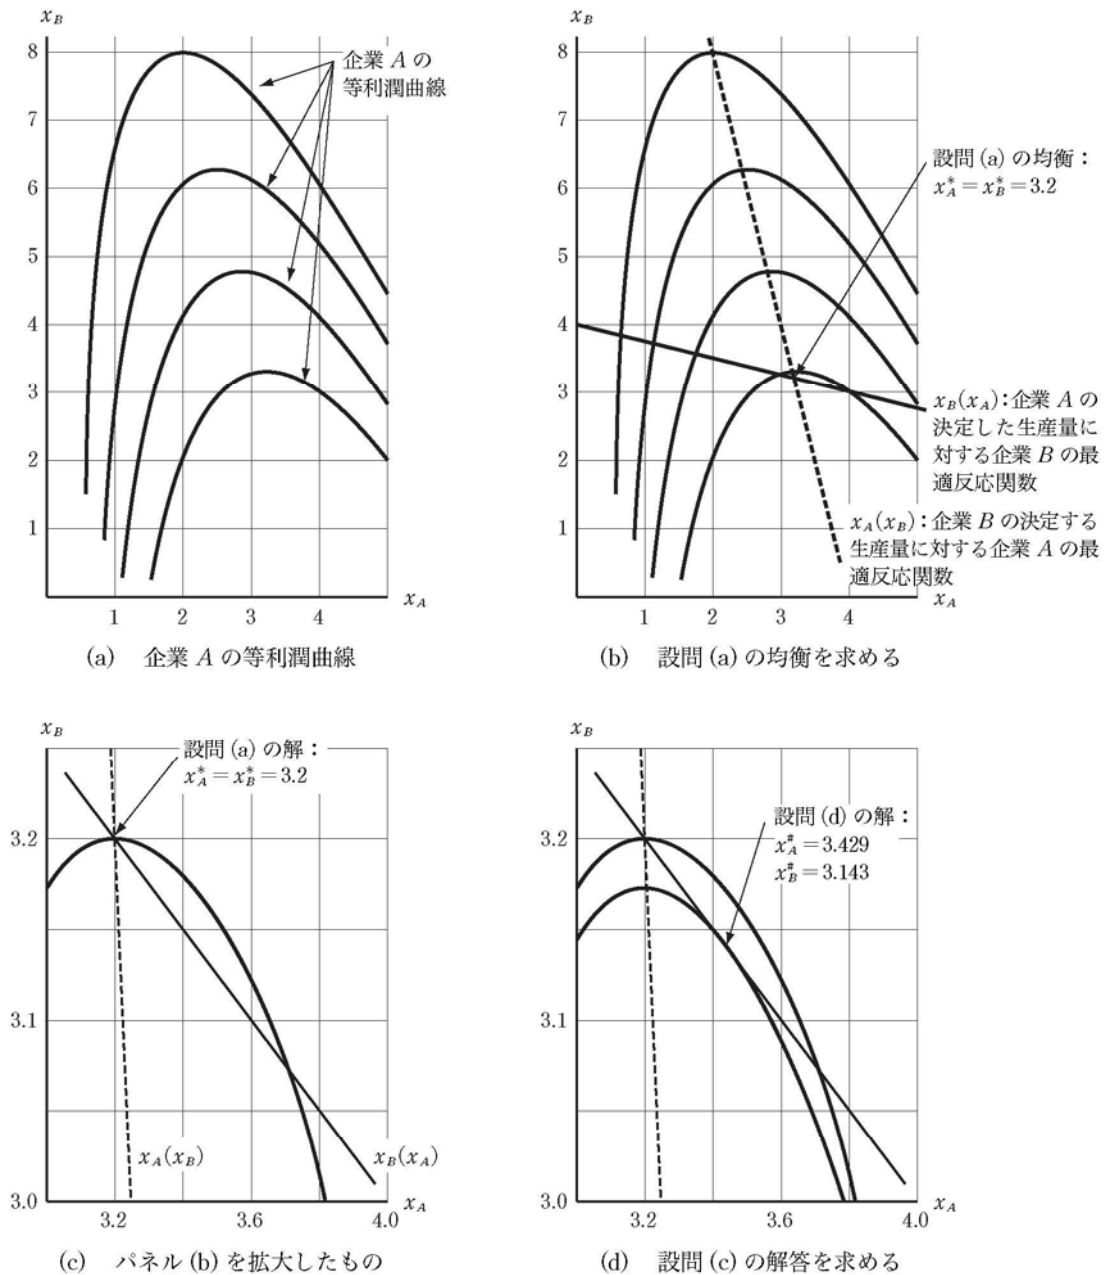 x_B
8
7
6
5
4
3
2
1
1
2
3
4
x_A
企業 A の
等利潤曲線
(a) 企業 A の等利潤曲線
x_B
8
7
6
5
4
3
2
1
1
2
3
4
x_A
設問 (a) の均衡：
x_A^* = x_B^* = 3.2
x_B(x_A)：企業 A の
決定した生産量に
対する企業 B の最
適反応関数
x_A(x_B)：企業 B の決定する
生産量に対する企業 A の最
適反応関数
(b) 設問 (a) の均衡を求める
x_B
3.2
3.1
3.0
3.2
3.6
4.0
x_A
設問 (a) の解：
x_A^* = x_B^* = 3.2
x_A(x_B)
x_B(x_A)
(c) パネル (b) を拡大したもの
x_B
3.2
3.1
3.0
3.2
3.6
4.0
x_A
設問 (d) の解：
x_A^# = 3.429
x_B^# = 3.143
(d) 設問 (c) の解答を求める